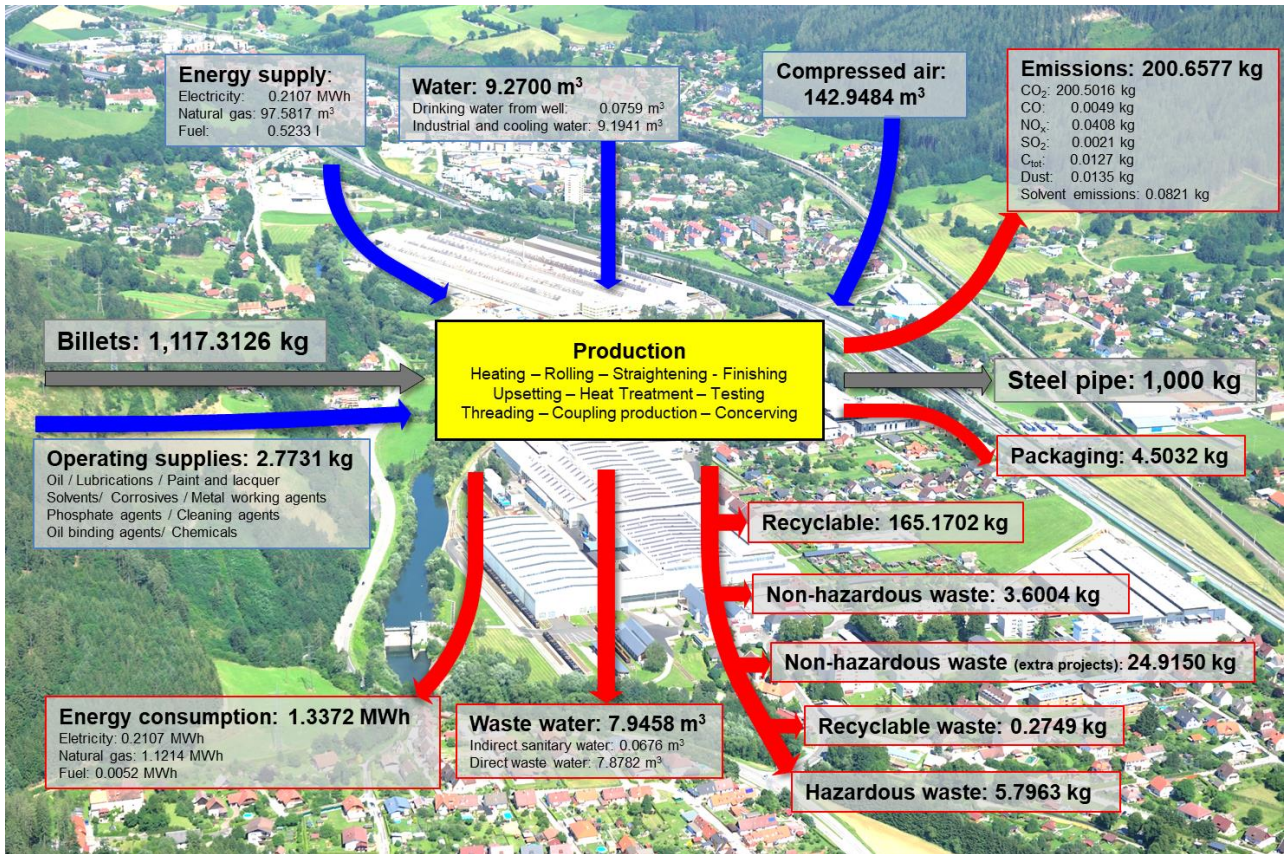 Energy supply:
Electricity: 0.2107 MWh
Natural gas: 97.5817 m³
Fuel: 0.5233 l
Water: 9.2700 m³
Drinking water from well: 0.0759 m³
Industrial and cooling water: 9.1941 m³
Compressed air:
142.9484 m³
Emissions: 200.6577 kg
CO₂: 200.5016 kg
CO: 0.0049 kg
NOₓ: 0.0408 kg
SO₂: 0.0021 kg
Cₜₒₜ: 0.0127 kg
Dust: 0.0135 kg
Solvent emissions: 0.0821 kg
Billets: 1,117.3126 kg
Production
Heating – Rolling – Straightening - Finishing
Upsetting – Heat Treatment – Testing
Threading – Coupling production – Concerving
Steel pipe: 1,000 kg
Operating supplies: 2.7731 kg
Oil / Lubrications / Paint and lacquer
Solvents/ Corrosives / Metal working agents
Phosphate agents / Cleaning agents
Oil binding agents/ Chemicals
Packaging: 4.5032 kg
Recyclable: 165.1702 kg
Non-hazardous waste: 3.6004 kg
Non-hazardous waste (extra projects): 24.9150 kg
Energy consumption: 1.3372 MWh
Eletricity: 0.2107 MWh
Natural gas: 1.1214 MWh
Fuel: 0.0052 MWh
Waste water: 7.9458 m³
Indirect sanitary water: 0.0676 m³
Direct waste water: 7.8782 m³
Recyclable waste: 0.2749 kg
Hazardous waste: 5.7963 kg